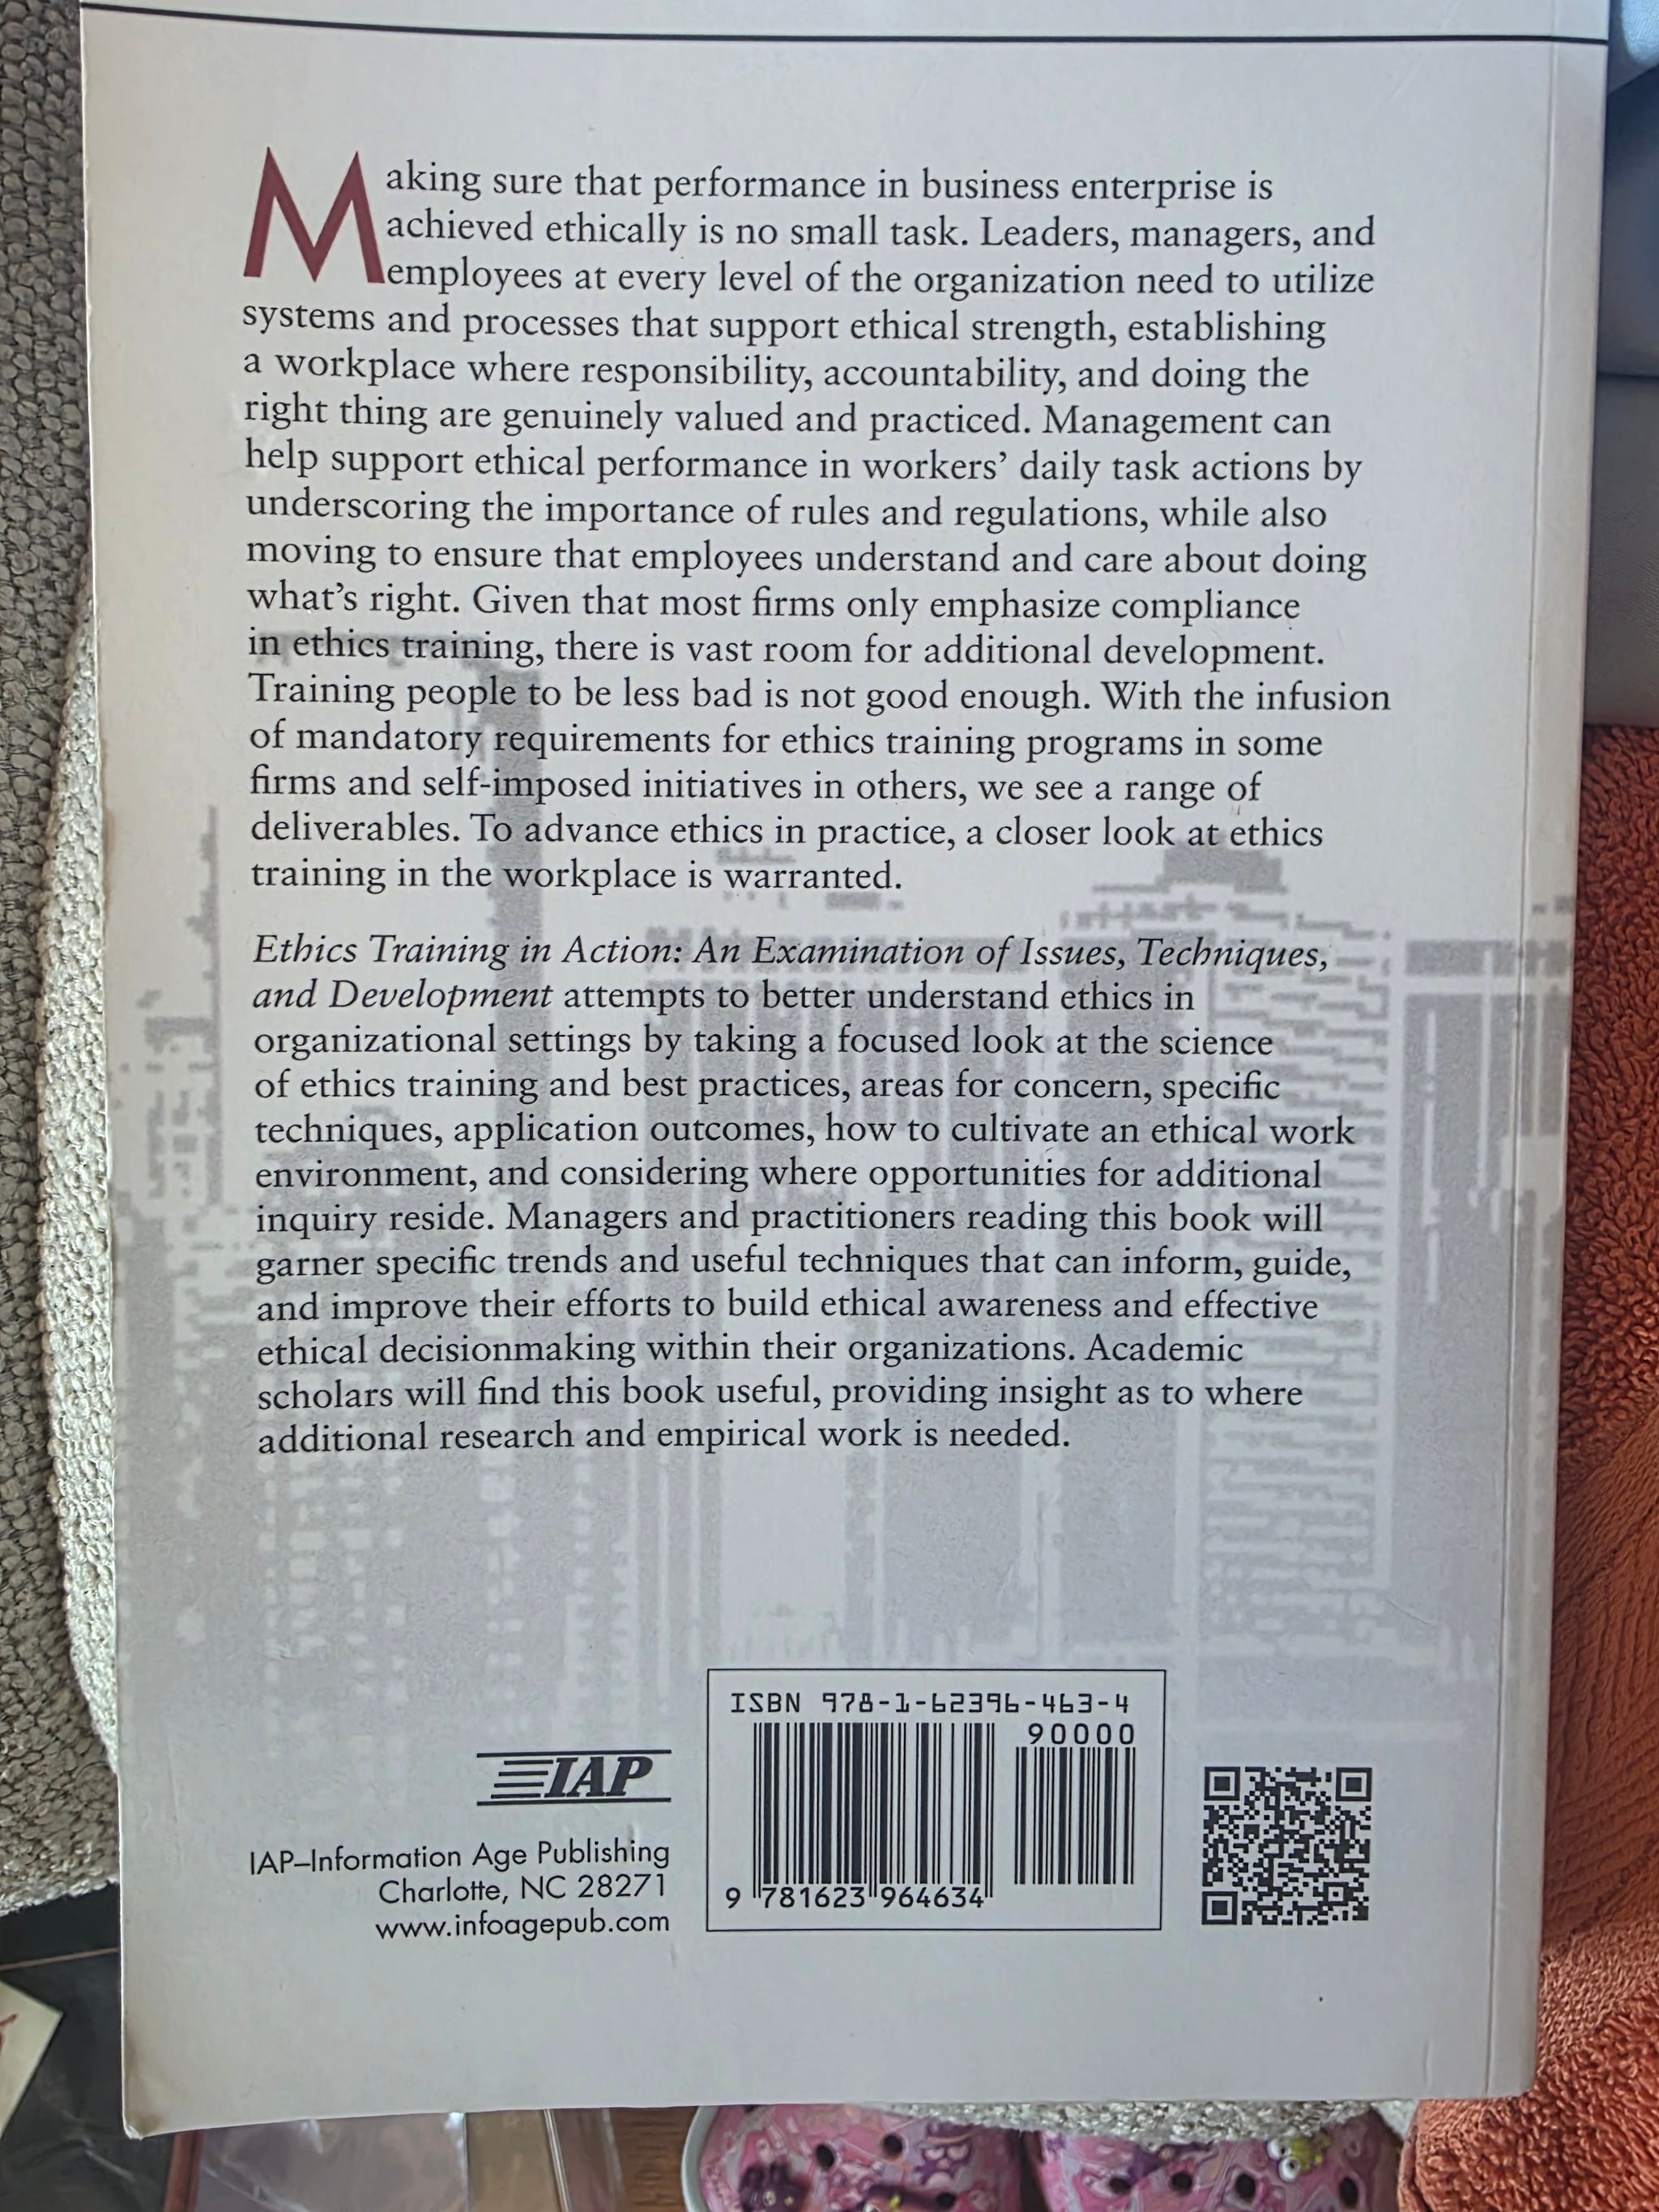 Making sure that performance in business enterprise is
achieved ethically is no small task. Leaders, managers, and
employees at every level of the organization need to utilize
systems and processes that support ethical strength, establishing
a workplace where responsibility, accountability, and doing the
right thing are genuinely valued and practiced. Management can
help support ethical performance in workers’ daily task actions by
underscoring the importance of rules and regulations, while also
moving to ensure that employees understand and care about doing
what’s right. Given that most firms only emphasize compliance
in ethics training, there is vast room for additional development.
Training people to be less bad is not good enough. With the infusion
of mandatory requirements for ethics training programs in some
firms and self-imposed initiatives in others, we see a range of
deliverables. To advance ethics in practice, a closer look at ethics
training in the workplace is warranted.
Ethics Training in Action: An Examination of Issues, Techniques,
and Development attempts to better understand ethics in
organizational settings by taking a focused look at the science
of ethics training and best practices, areas for concern, specific
techniques, application outcomes, how to cultivate an ethical work
environment, and considering where opportunities for additional
inquiry reside. Managers and practitioners reading this book will
garner specific trends and useful techniques that can inform, guide,
and improve their efforts to build ethical awareness and effective
ethical decisionmaking within their organizations. Academic
scholars will find this book useful, providing insight as to where
additional research and empirical work is needed.
IAP
IAP–Information Age Publishing
Charlotte, NC 28271
www.infoagepub.com
ISBN 978-1-62396-463-4
90000
9 781623 964634